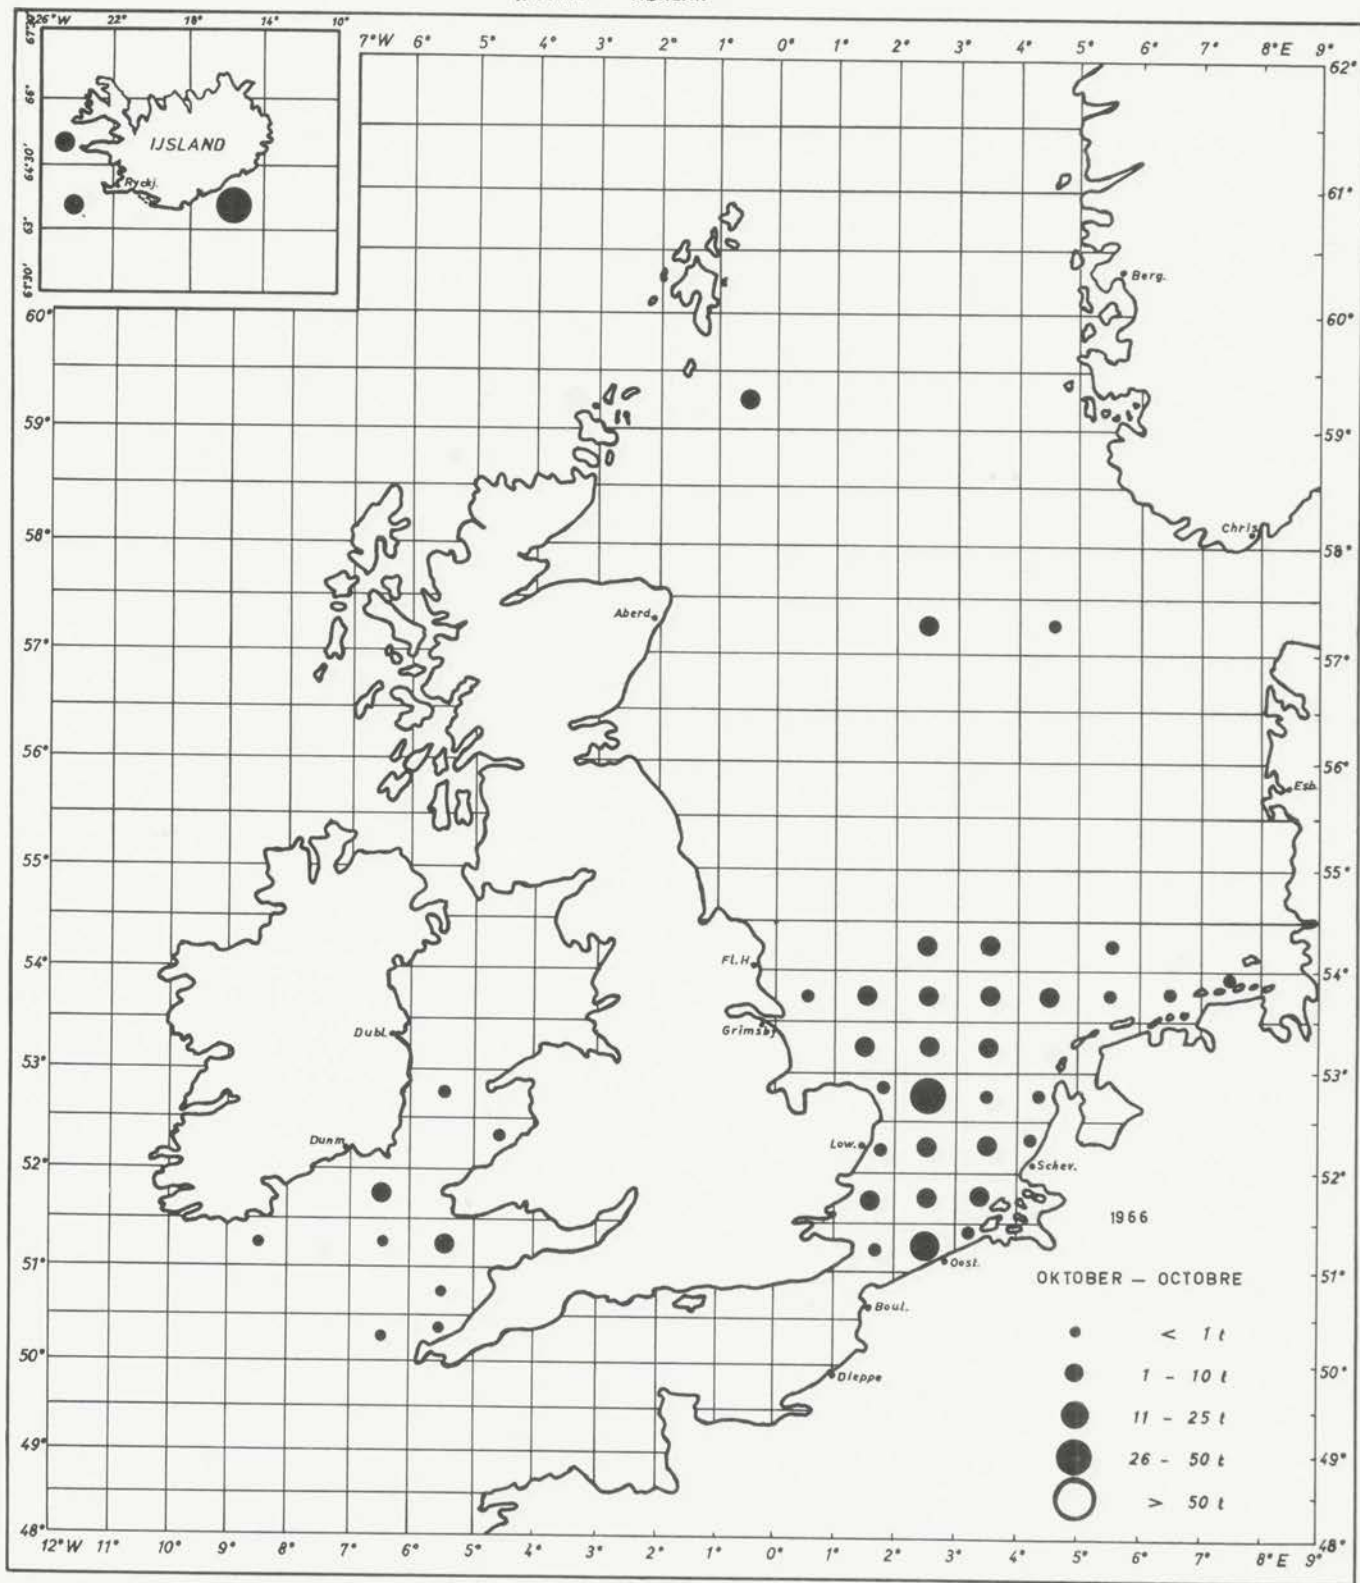 26°W 22° 18° 14° 10°
7°W 6° 5° 4° 3° 2° 1° 0° 1° 2° 3° 4° 5° 6° 7° 8°E 9°
67°30'
66°
64°30'
63°
61°30'
IJSLAND
Ryckj.
62°
61°
Berg.
60° 60°
59° 59°
Chris
58° 58°
Aberd.
57° 57°
56° 56°
Esb.
55° 55°
Fl.H.
54° 54°
Grimsby
Dubl.
53° 53°
Dunm.
Low.
52° Schev. 52°
1966
Oost.
51° 51°
OKTOBER — OCTOBRE
Boul.
< 1 t
50° Dieppe 50°
1 - 10 t
11 - 25 t
49° 26 - 50 t 49°
> 50 t
48° 48°
12°W 11° 10° 9° 8° 7° 6° 5° 4° 3° 2° 1° 0° 1° 2° 3° 4° 5° 6° 7° 8°E 9°